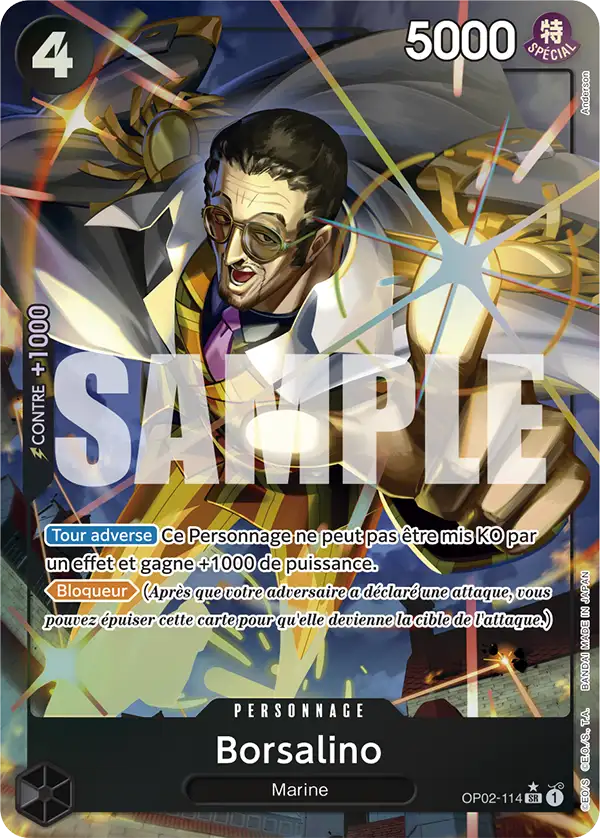 4
5000
特
SPÉCIAL
Anderson
CONTRE +1000
SAMPLE
Tour adverse Ce Personnage ne peut pas être mis KO par
un effet et gagne +1000 de puissance.
Bloqueur (Après que votre adversaire a déclaré une attaque, vous
pouvez épuiser cette carte pour qu'elle devienne la cible de l'attaque.)
PERSONNAGE
Borsalino
Marine
OP02-114 SR 1
©EO/S ©E.O./S., T.A. BANDAI MADE IN JAPAN